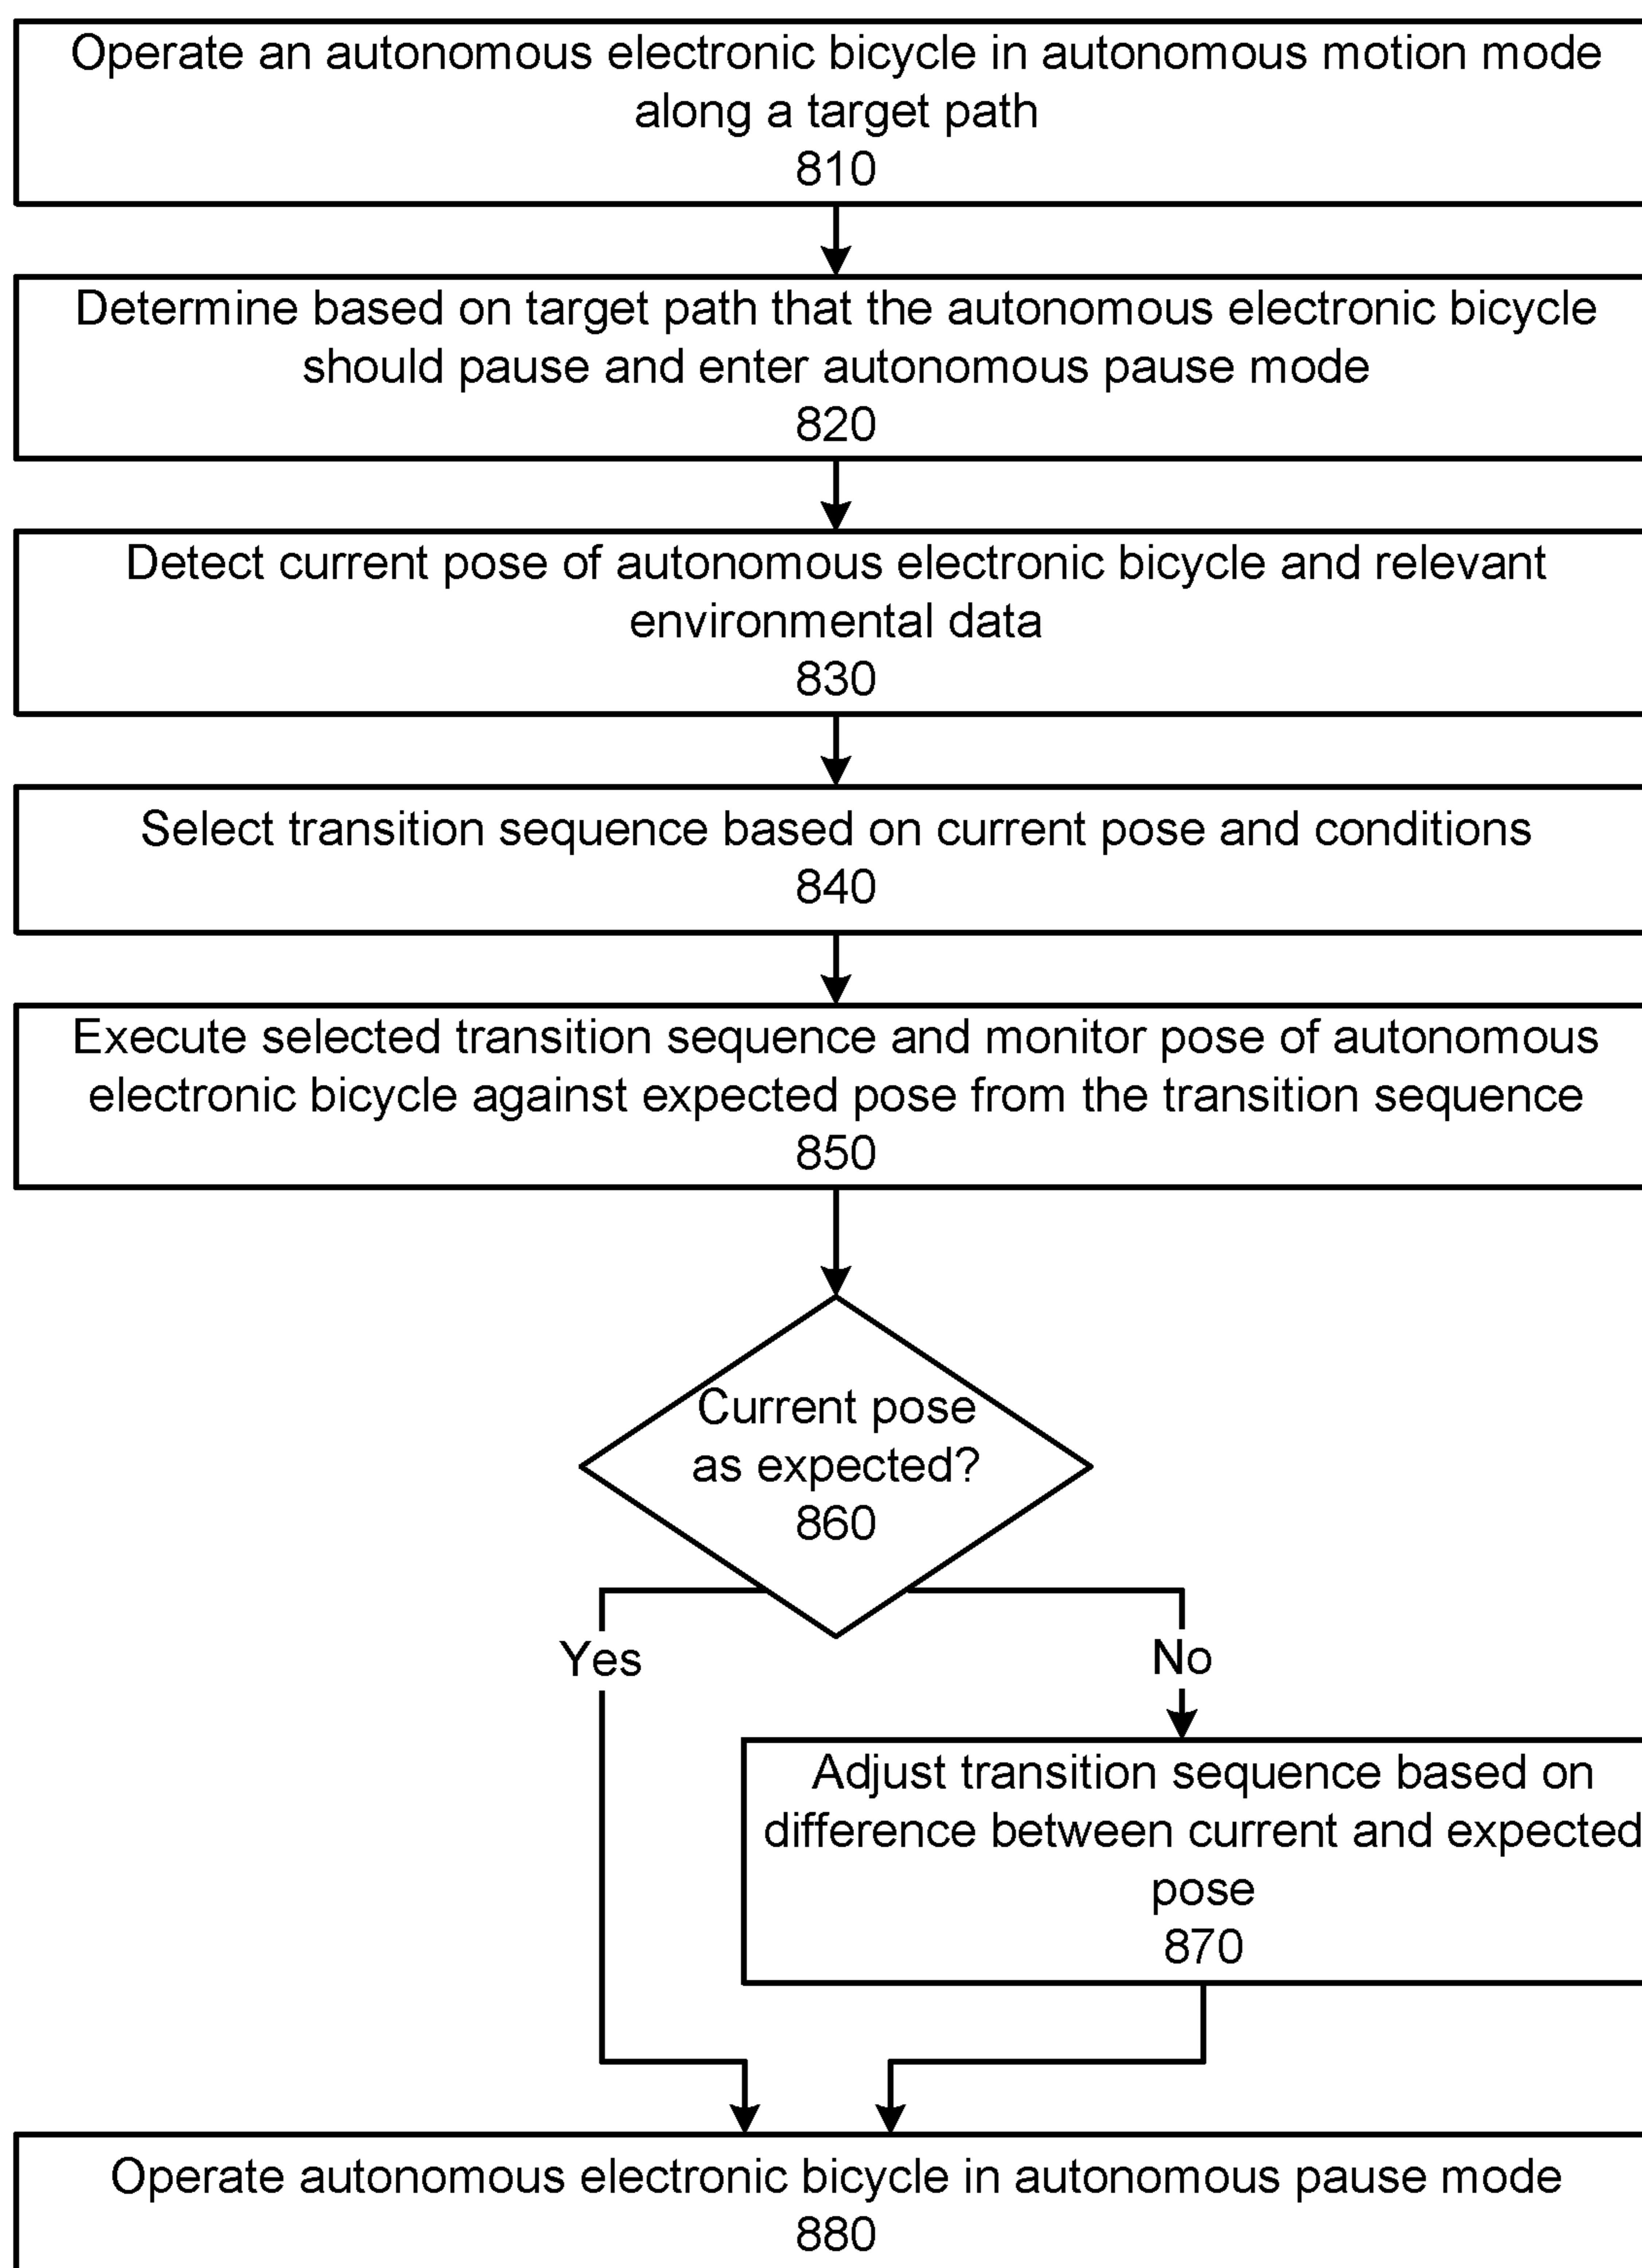 Operate an autonomous electronic bicycle in autonomous motion mode
along a target path
810
Determine based on target path that the autonomous electronic bicycle
should pause and enter autonomous pause mode
820
Detect current pose of autonomous electronic bicycle and relevant
environmental data
830
Select transition sequence based on current pose and conditions
840
Execute selected transition sequence and monitor pose of autonomous
electronic bicycle against expected pose from the transition sequence
850
Current pose
as expected?
860
Yes
No
Adjust transition sequence based on
difference between current and expected
pose
870
Operate autonomous electronic bicycle in autonomous pause mode
880